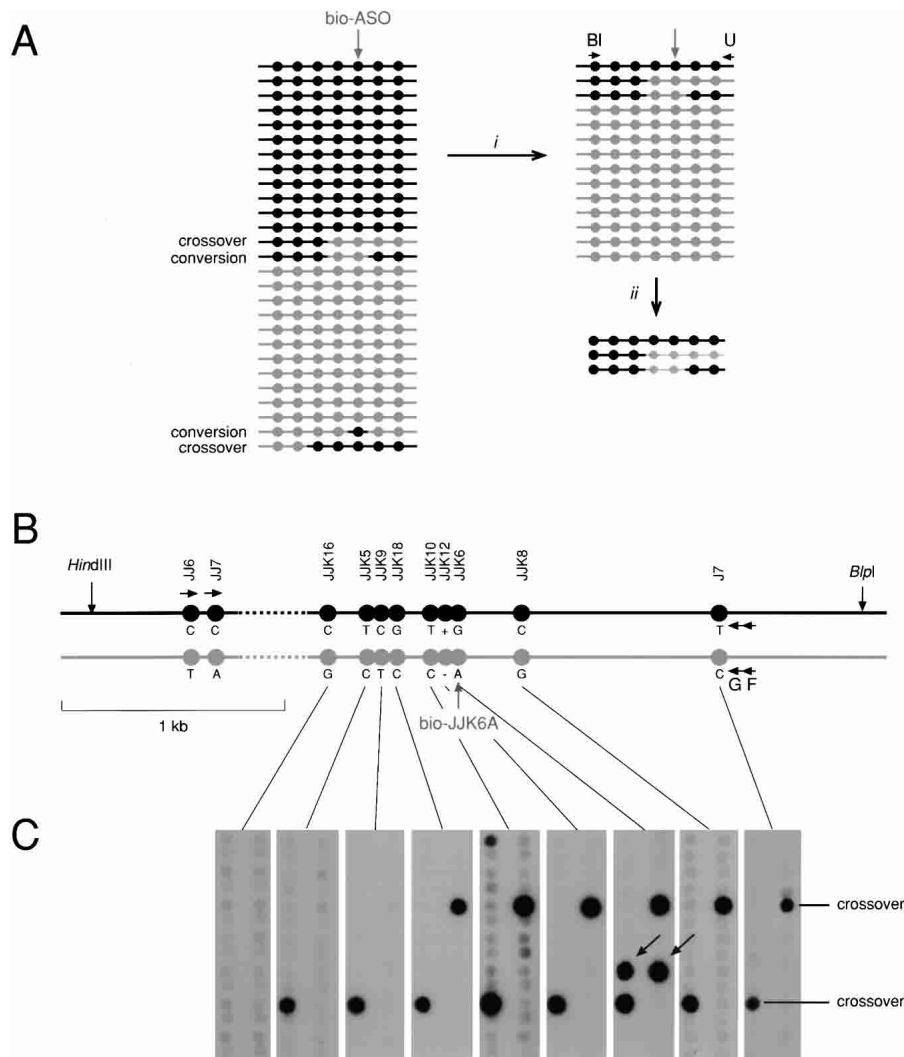 A
bio-ASO
BI U
i
crossover
conversion
ii
conversion
crossover
B
HindIII JJ6 JJ7 JJK16 JJK5 JJK9 JJK18 JJK10 JJK12 JJK6 JJK8 J7 BlpI
C C C T C G T + G C T
T A G C T C C - A G C G F
1 kb
bio-JJK6A
C
crossover
crossover